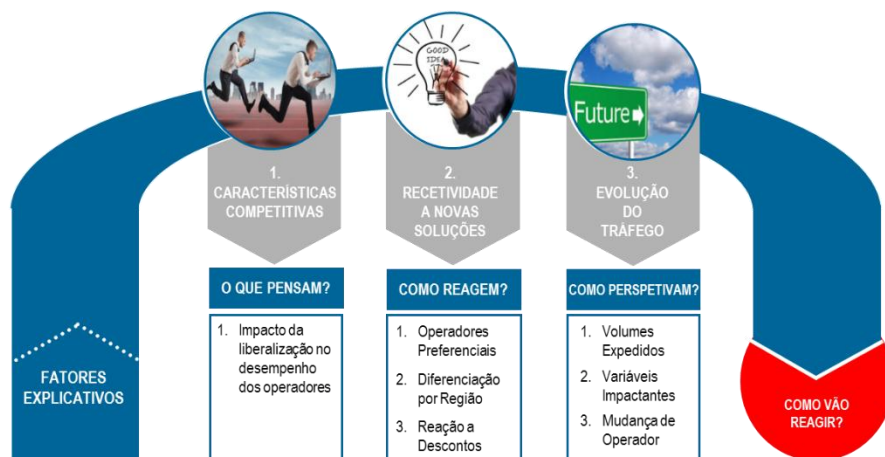 GOOD
IDEA
Future
1.
CARACTERÍSTICAS
COMPETITIVAS
2.
RECETIVIDADE
A NOVAS
SOLUÇÕES
3.
EVOLUÇÃO
DO
TRÁFEGO
O QUE PENSAM?
1. Impacto da
liberalização no
desempenho
dos operadores
COMO REAGEM?
1. Operadores
Preferenciais
2. Diferenciação
por Região
3. Reação a
Descontos
COMO PERSPETIVAM?
1. Volumes
Expedidos
2. Variáveis
Impactantes
3. Mudança de
Operador
FATORES
EXPLICATIVOS
COMO VÃO
REAGIR?